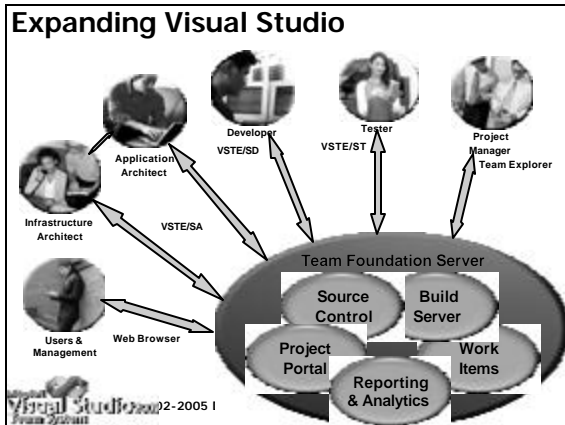 Expanding Visual Studio
Developer
VSTE/SD
Tester
VSTE/ST
Project
Manager
Team Explorer
Application
Architect
Infrastructure
Architect
VSTE/SA
Users &
Management
Web Browser
Team Foundation Server
Source
Control
Build
Server
Project
Portal
Work
Items
Reporting
& Analytics
Visual Studio
Team System
02-2005 I